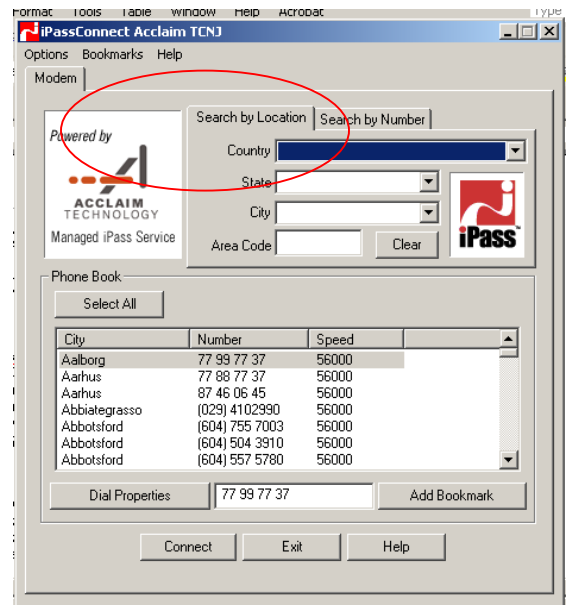 Format Tools Table Window Help Acrobat Type
iPassConnect Acclaim TCNJ
Options Bookmarks Help
Modem
Powered by
ACCLAIM
TECHNOLOGY
Managed iPass Service
Search by Location Search by Number
Country
State
City
Area Code Clear
iPass
Phone Book
Select All
City Number Speed
Aalborg 77 99 77 37 56000
Aarhus 77 88 77 37 56000
Aarhus 87 46 06 45 56000
Abbiategrasso (029) 4102990 56000
Abbotsford (604) 755 7003 56000
Abbotsford (604) 504 3910 56000
Abbotsford (604) 557 5780 56000
Dial Properties 77 99 77 37 Add Bookmark
Connect Exit Help